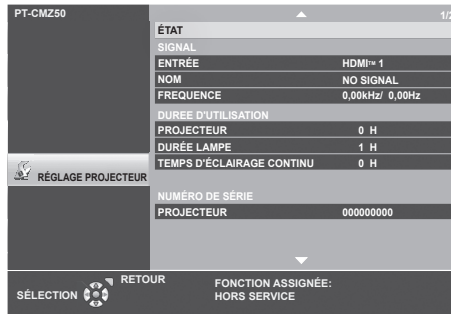 PT-CMZ50
1/2
ÉTAT
SIGNAL
ENTRÉE HDMI™ 1
NOM NO SIGNAL
FREQUENCE 0,00kHz/ 0,00Hz
DUREE D'UTILISATION
PROJECTEUR 0 H
DURÉE LAMPE 1 H
TEMPS D'ÉCLAIRAGE CONTINU 0 H
RÉGLAGE PROJECTEUR
NUMÉRO DE SÉRIE
PROJECTEUR 000000000
RETOUR
SÉLECTION
FONCTION ASSIGNÉE:
HORS SERVICE